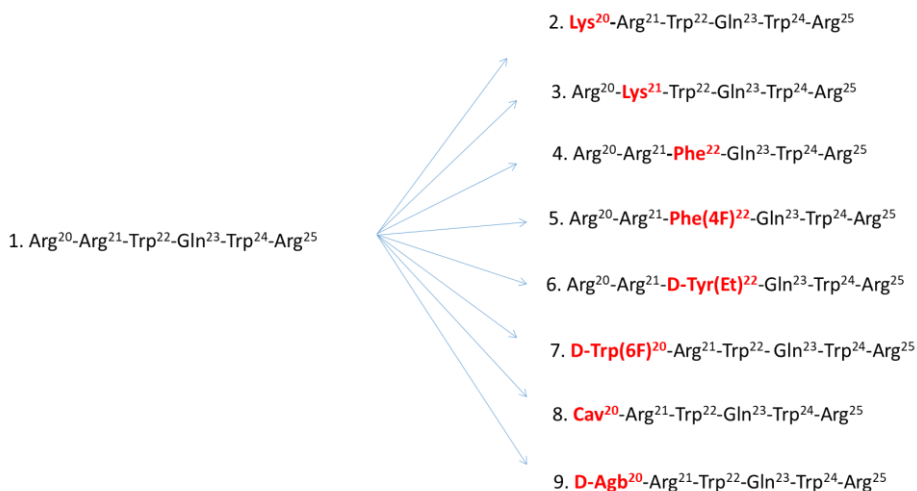 2. Lys²⁰-Arg²¹-Trp²²-Gln²³-Trp²⁴-Arg²⁵
3. Arg²⁰-Lys²¹-Trp²²-Gln²³-Trp²⁴-Arg²⁵
4. Arg²⁰-Arg²¹-Phe²²-Gln²³-Trp²⁴-Arg²⁵
5. Arg²⁰-Arg²¹-Phe(4F)²²-Gln²³-Trp²⁴-Arg²⁵
1. Arg²⁰-Arg²¹-Trp²²-Gln²³-Trp²⁴-Arg²⁵
6. Arg²⁰-Arg²¹-D-Tyr(Et)²²-Gln²³-Trp²⁴-Arg²⁵
7. D-Trp(6F)²⁰-Arg²¹-Trp²²- Gln²³-Trp²⁴-Arg²⁵
8. Cav²⁰-Arg²¹-Trp²²-Gln²³-Trp²⁴-Arg²⁵
9. D-Agb²⁰-Arg²¹-Trp²²-Gln²³-Trp²⁴-Arg²⁵